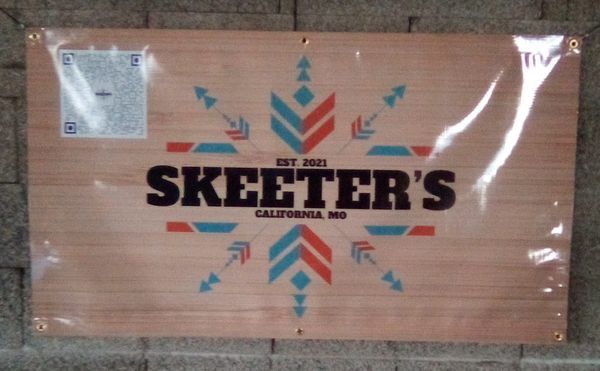 EST. 2021
SKEETER'S
CALIFORNIA, MO